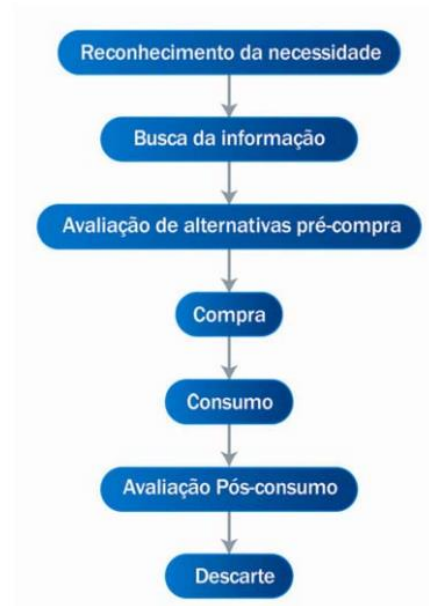 Reconhecimento da necessidade
Busca da informação
Avaliação de alternativas pré-compra
Compra
Consumo
Avaliação Pós-consumo
Descarte